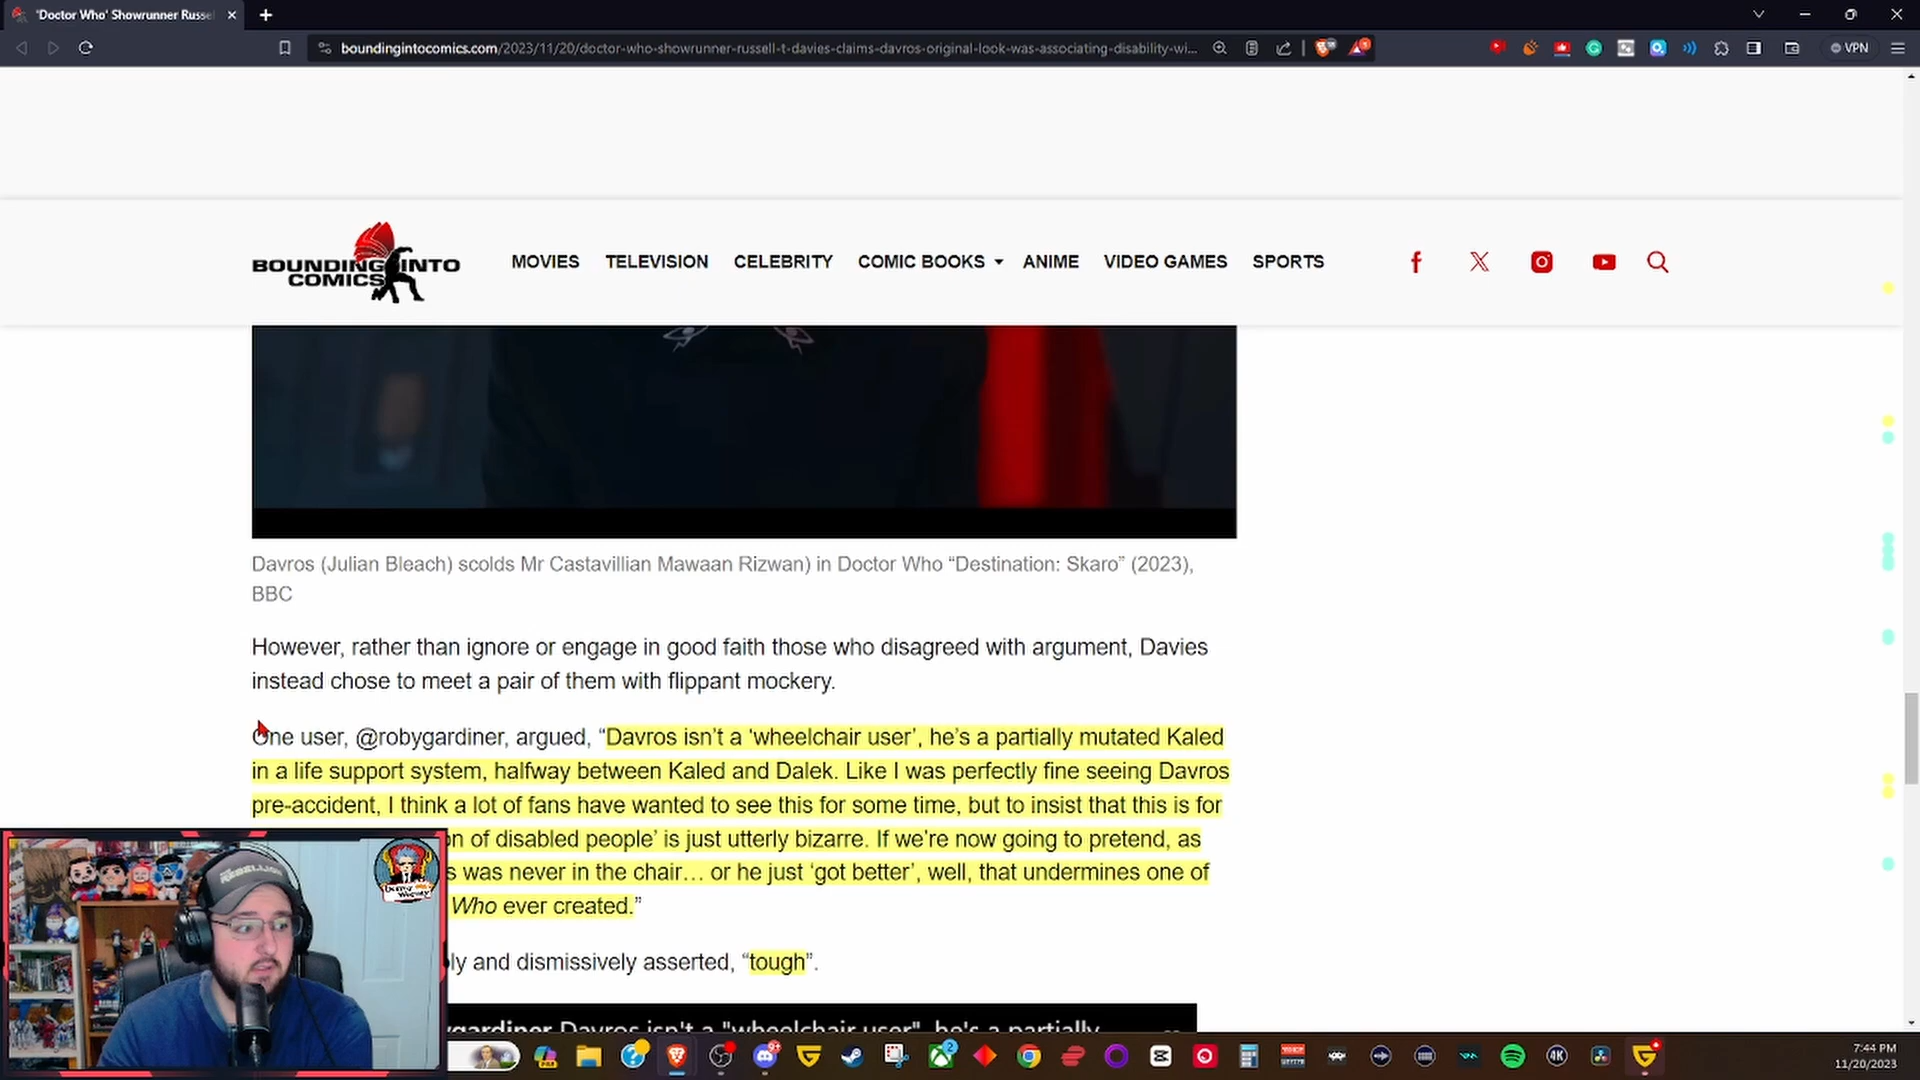 'Doctor Who' Showrunner Russel
boundingintocomics.com/2023/11/20/doctor-who-showrunner-russell-t-davies-claims-davros-original-look-was-associating-disability-wi...
VPN
BOUNDING INTO
COMICS
MOVIES TELEVISION CELEBRITY COMIC BOOKS ANIME VIDEO GAMES SPORTS
Davros (Julian Bleach) scolds Mr Castavillian Mawaan Rizwan) in Doctor Who “Destination: Skaro” (2023),
BBC
However, rather than ignore or engage in good faith those who disagreed with argument, Davies
instead chose to meet a pair of them with flippant mockery.
One user, @robygardiner, argued, “Davros isn’t a ‘wheelchair user’, he’s a partially mutated Kaled
in a life support system, halfway between Kaled and Dalek. Like I was perfectly fine seeing Davros
pre-accident, I think a lot of fans have wanted to see this for some time, but to insist that this is for
of disabled people’ is just utterly bizarre. If we’re now going to pretend, as
was never in the chair… or he just ‘got better’, well, that undermines one of
Who ever created.”
and dismissively asserted, “tough”.
Davros isn't a "wheelchair user", he's a partially
7:44 PM
11/20/2023